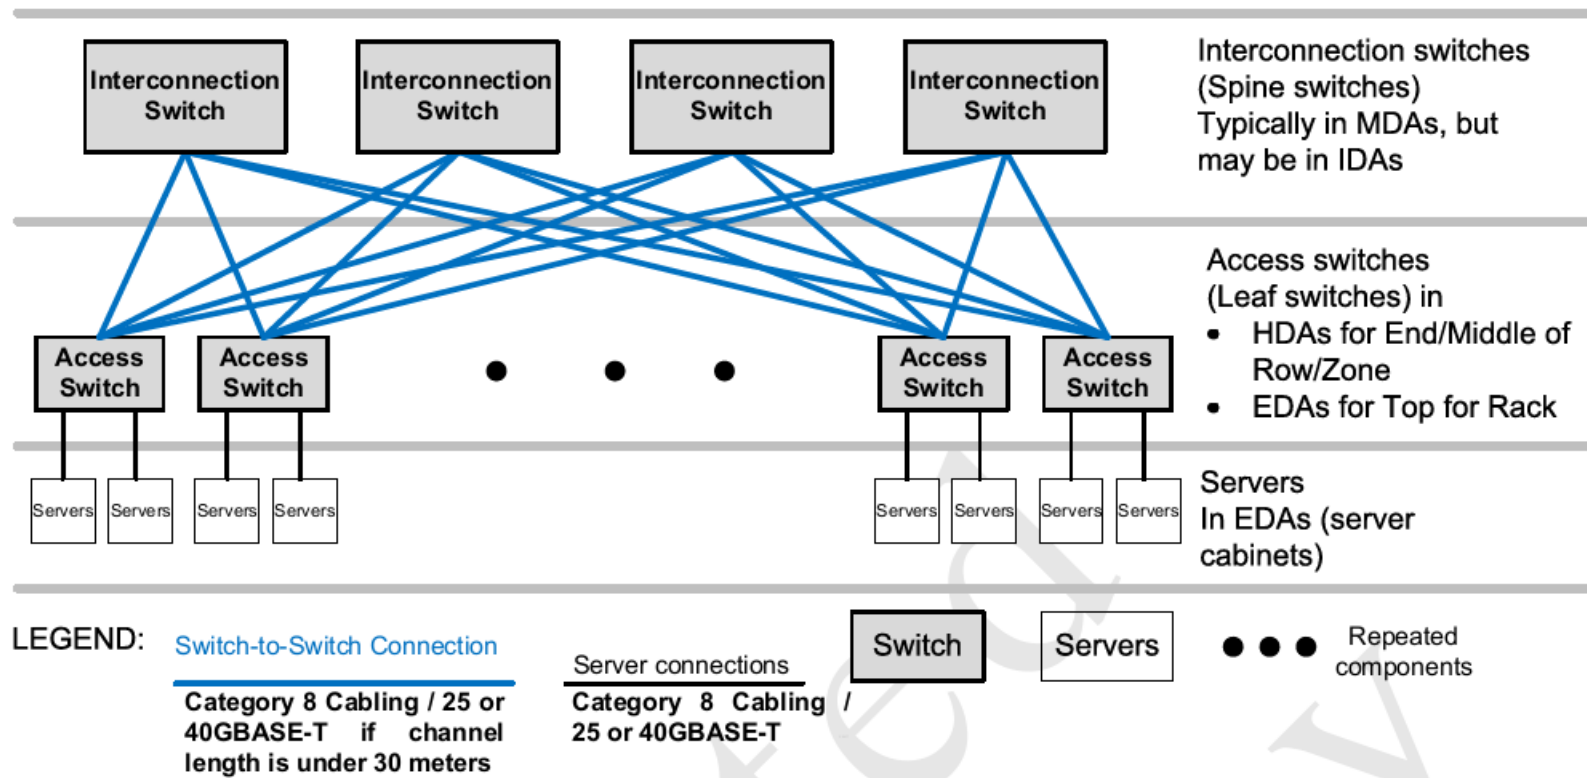 Interconnection
Switch
Interconnection
Switch
Interconnection
Switch
Interconnection
Switch
Interconnection switches
(Spine switches)
Typically in MDAs, but
may be in IDAs
Access
Switch
Access
Switch
Access
Switch
Access
Switch
Access switches
(Leaf switches) in
• HDAs for End/Middle of
Row/Zone
• EDAs for Top for Rack
Servers
Servers
Servers
Servers
Servers
Servers
Servers
Servers
Servers
In EDAs (server
cabinets)
LEGEND:
Switch-to-Switch Connection
Category 8 Cabling / 25 or
40GBASE-T if channel
length is under 30 meters
Server connections
Category 8 Cabling /
25 or 40GBASE-T
Switch
Servers
Repeated
components